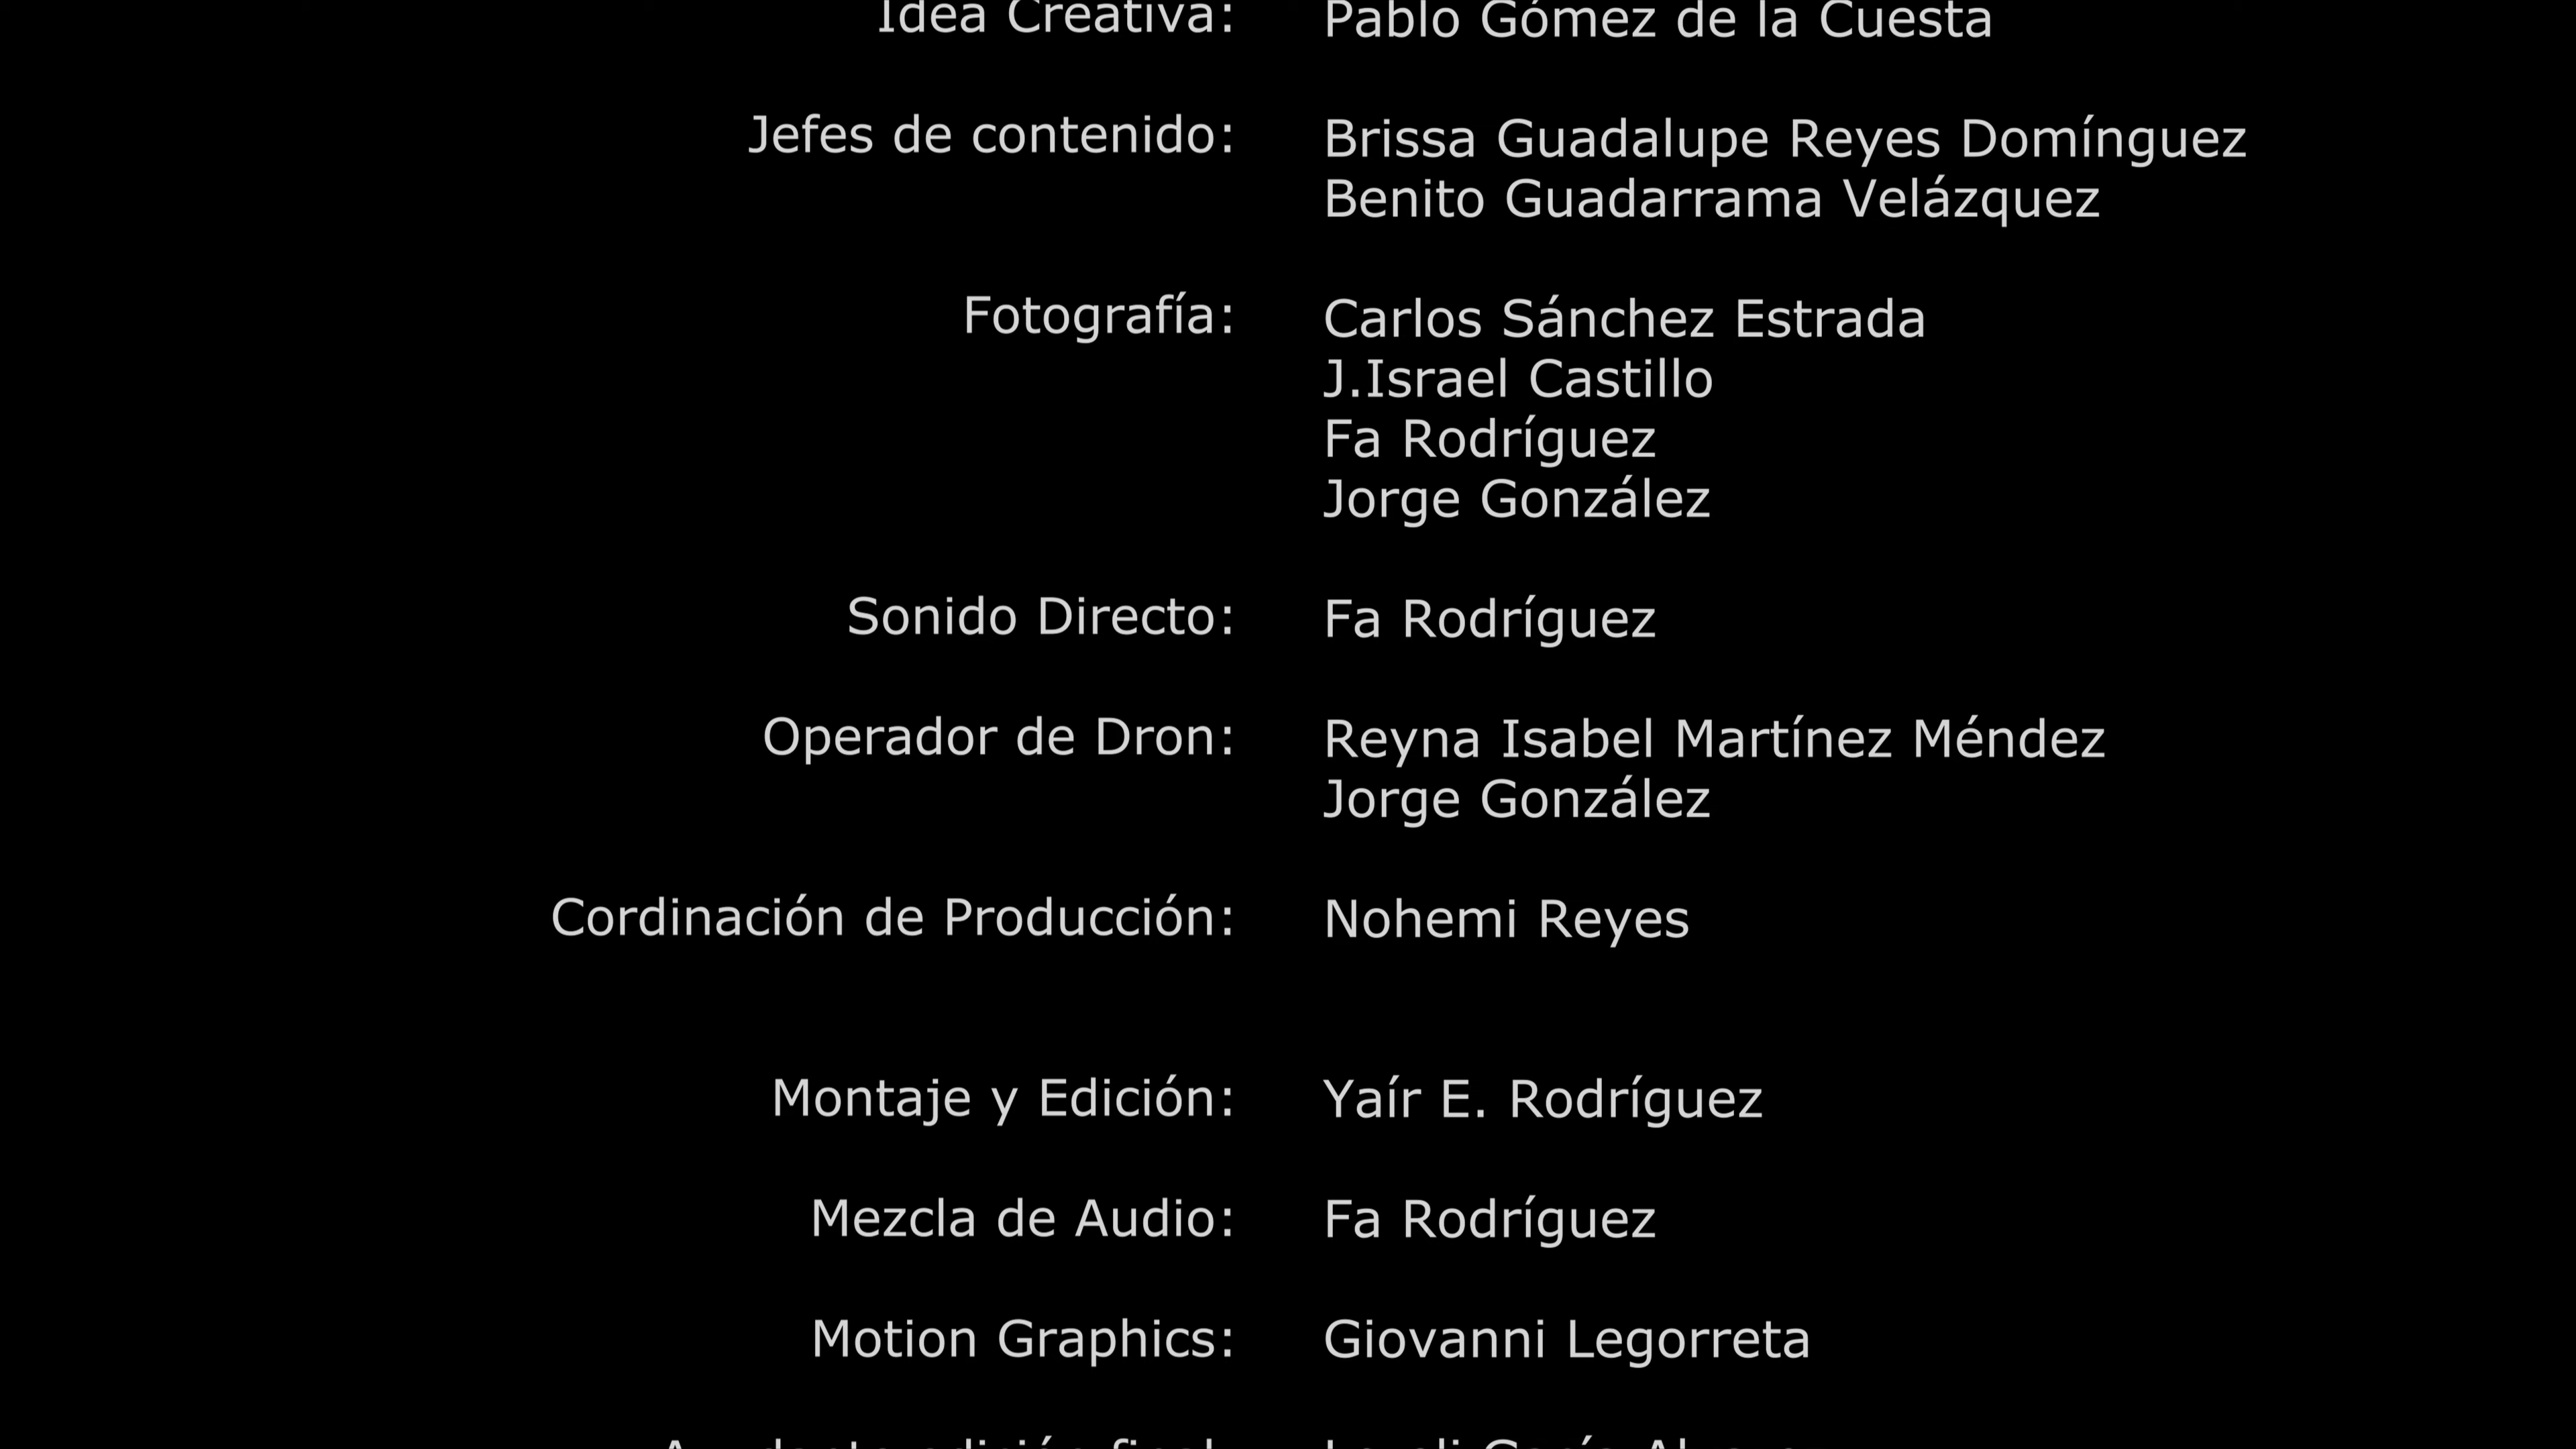 Idea Creativa: Pablo Gómez de la Cuesta
Jefes de contenido: Brissa Guadalupe Reyes Domínguez
Benito Guadarrama Velázquez
Fotografía: Carlos Sánchez Estrada
J.Israel Castillo
Fa Rodríguez
Jorge González
Sonido Directo: Fa Rodríguez
Operador de Dron: Reyna Isabel Martínez Méndez
Jorge González
Cordinación de Producción: Nohemi Reyes
Montaje y Edición: Yaír E. Rodríguez
Mezcla de Audio: Fa Rodríguez
Motion Graphics: Giovanni Legorreta
edición final